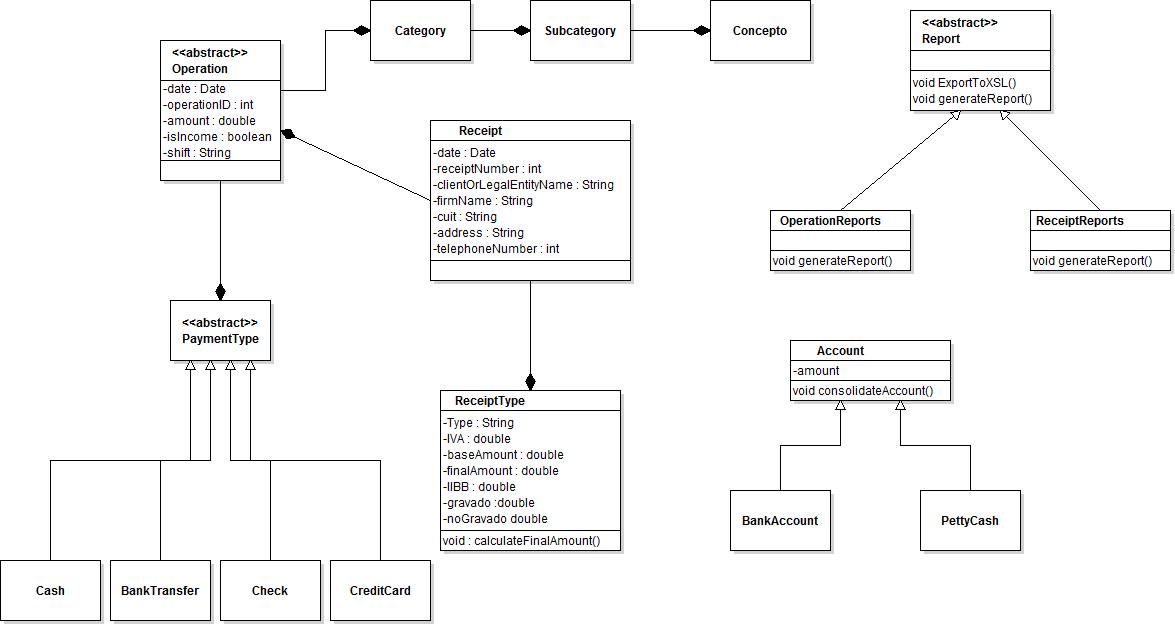 Category
Subcategory
Concepto
<<abstract>>
Report
void ExportToXSL()
void generateReport()
<<abstract>>
Operation
-date : Date
-operationID : int
-amount : double
-isIncome : boolean
-shift : String
Receipt
-date : Date
-receiptNumber : int
-clientOrLegalEntityName : String
-firmName : String
-cuit : String
-address : String
-telephoneNumber : int
OperationReports
void generateReport()
ReceiptReports
void generateReport()
<<abstract>>
PaymentType
Account
-amount
void consolidateAccount()
ReceiptType
-Type : String
-IVA : double
-baseAmount : double
-finalAmount : double
-IIBB : double
-gravado :double
-noGravado double
void : calculateFinalAmount()
BankAccount
PettyCash
Cash
BankTransfer
Check
CreditCard